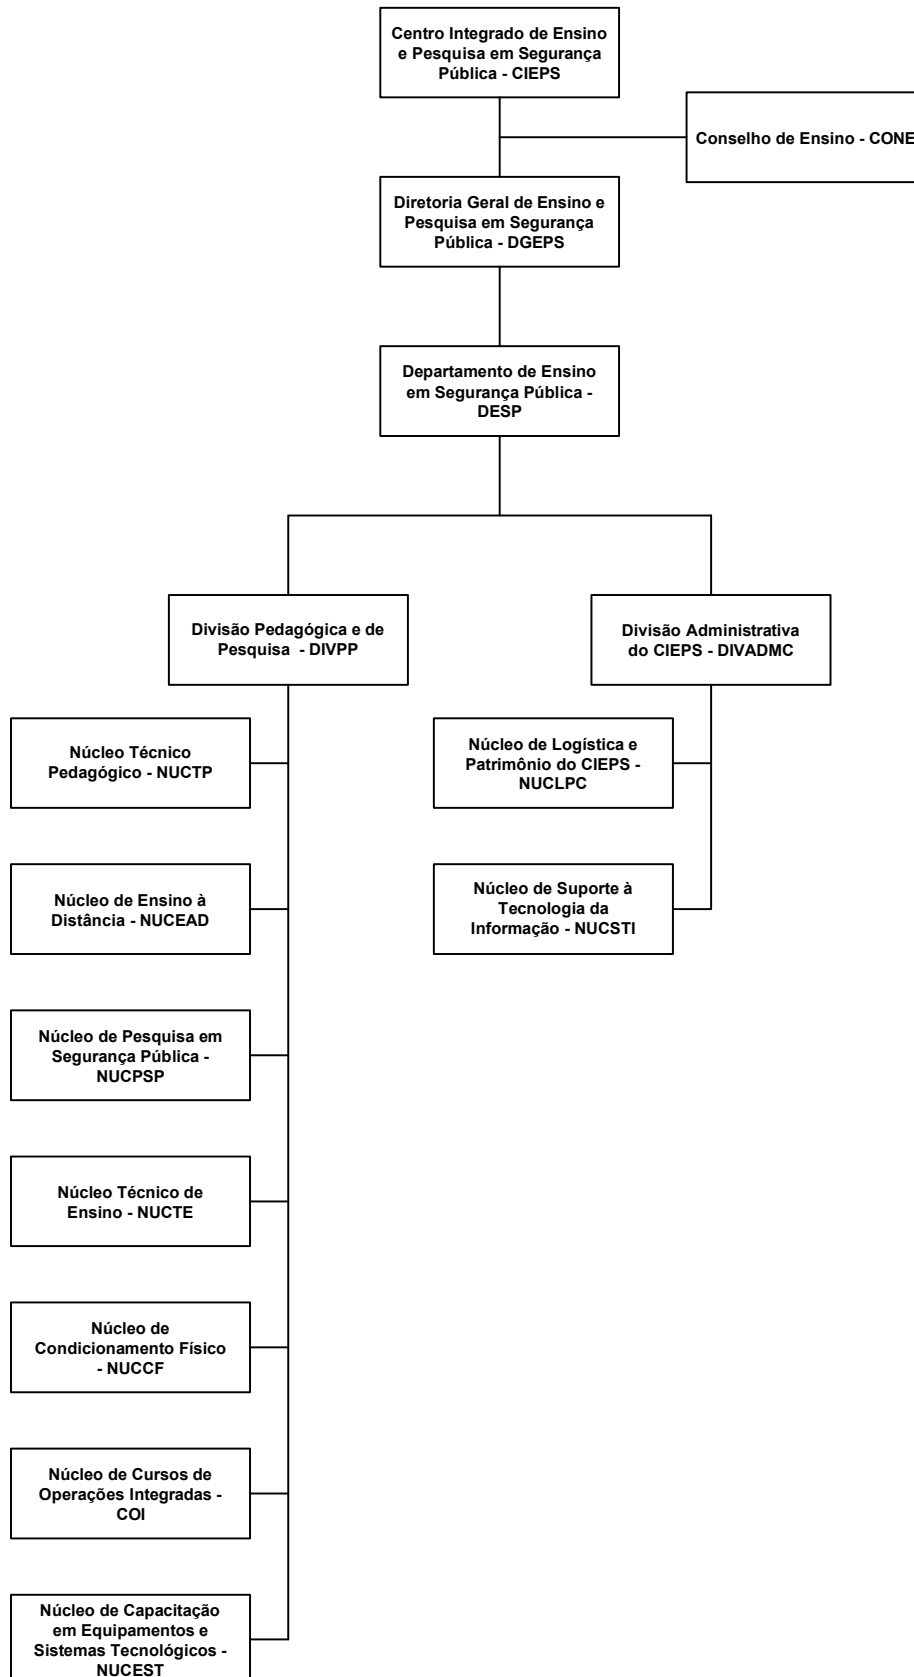 Centro Integrado de Ensino
e Pesquisa em Segurança
Pública - CIEPS
Conselho de Ensino - CONE
Diretoria Geral de Ensino e
Pesquisa em Segurança
Pública - DGEPS
Departamento de Ensino
em Segurança Pública -
DESP
Divisão Pedagógica e de
Pesquisa - DIVPP
Divisão Administrativa
do CIEPS - DIVADMC
Núcleo Técnico
Pedagógico - NUCTP
Núcleo de Logística e
Patrimônio do CIEPS -
NUCLPC
Núcleo de Ensino à
Distância - NUCEAD
Núcleo de Suporte à
Tecnologia da
Informação - NUCSTI
Núcleo de Pesquisa em
Segurança Pública -
NUCPSP
Núcleo Técnico de
Ensino - NUCTE
Núcleo de
Condicionamento Físico
- NUCCF
Núcleo de Cursos de
Operações Integradas -
COI
Núcleo de Capacitação
em Equipamentos e
Sistemas Tecnológicos -
NUCEST